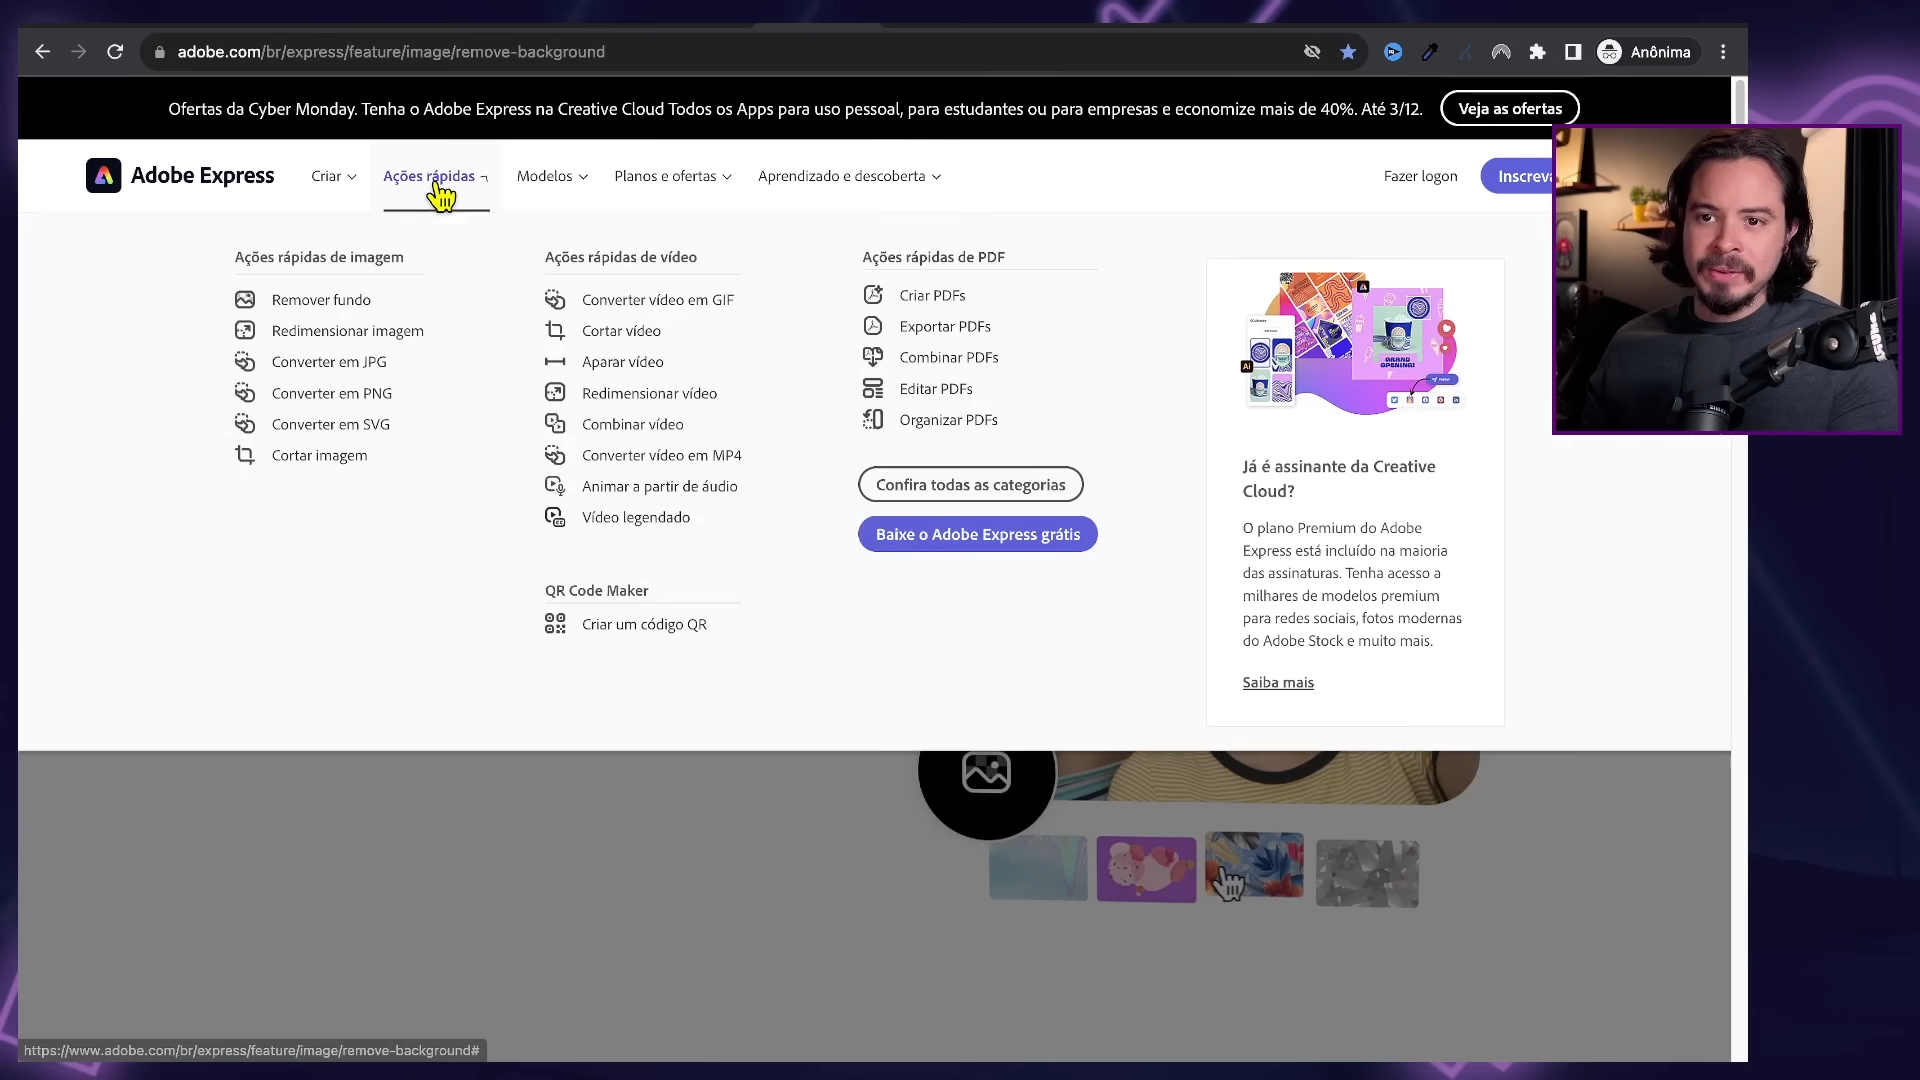 adobe.com/br/express/feature/image/remove-background
Anônima
Ofertas da Cyber Monday. Tenha o Adobe Express na Creative Cloud Todos os Apps para uso pessoal, para estudantes ou para empresas e economize mais de 40%. Até 3/12.
Veja as ofertas
Adobe Express
Criar
Ações rápidas
Modelos
Planos e ofertas
Aprendizado e descoberta
Fazer logon
Inscreva
Ações rápidas de imagem
Remover fundo
Redimensionar imagem
Converter em JPG
Converter em PNG
Converter em SVG
Cortar imagem
Ações rápidas de vídeo
Converter vídeo em GIF
Cortar vídeo
Aparar vídeo
Redimensionar vídeo
Combinar vídeo
Converter vídeo em MP4
Animar a partir de áudio
Vídeo legendado
QR Code Maker
Criar um código QR
Ações rápidas de PDF
Criar PDFs
Exportar PDFs
Combinar PDFs
Editar PDFs
Organizar PDFs
Confira todas as categorias
Baixe o Adobe Express grátis
Ai
GRAND
OPENING!
Já é assinante da Creative
Cloud?
O plano Premium do Adobe
Express está incluído na maioria
das assinaturas. Tenha acesso a
milhares de modelos premium
para redes sociais, fotos modernas
do Adobe Stock e muito mais.
Saiba mais
https://www.adobe.com/br/express/feature/image/remove-background#